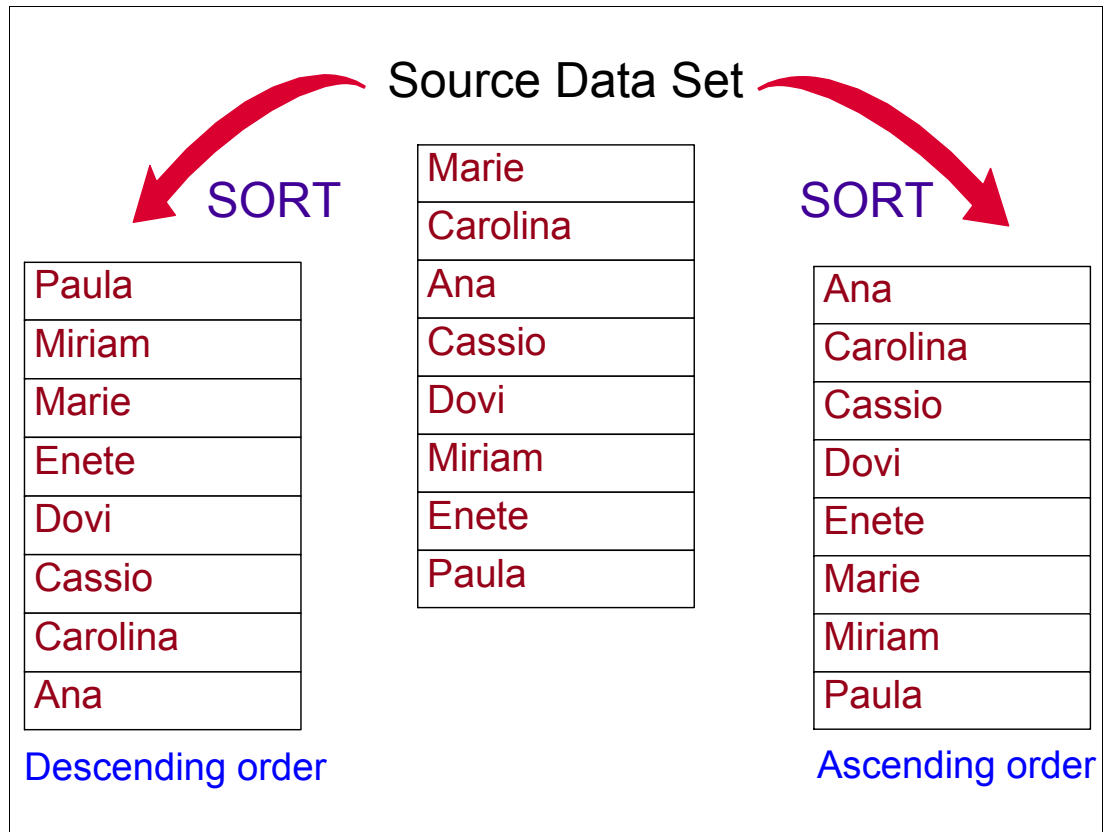 Source Data Set
SORT
SORT
Paula
Miriam
Marie
Enete
Dovi
Cassio
Carolina
Ana
Descending order
Marie
Carolina
Ana
Cassio
Dovi
Miriam
Enete
Paula
Ana
Carolina
Cassio
Dovi
Enete
Marie
Miriam
Paula
Ascending order